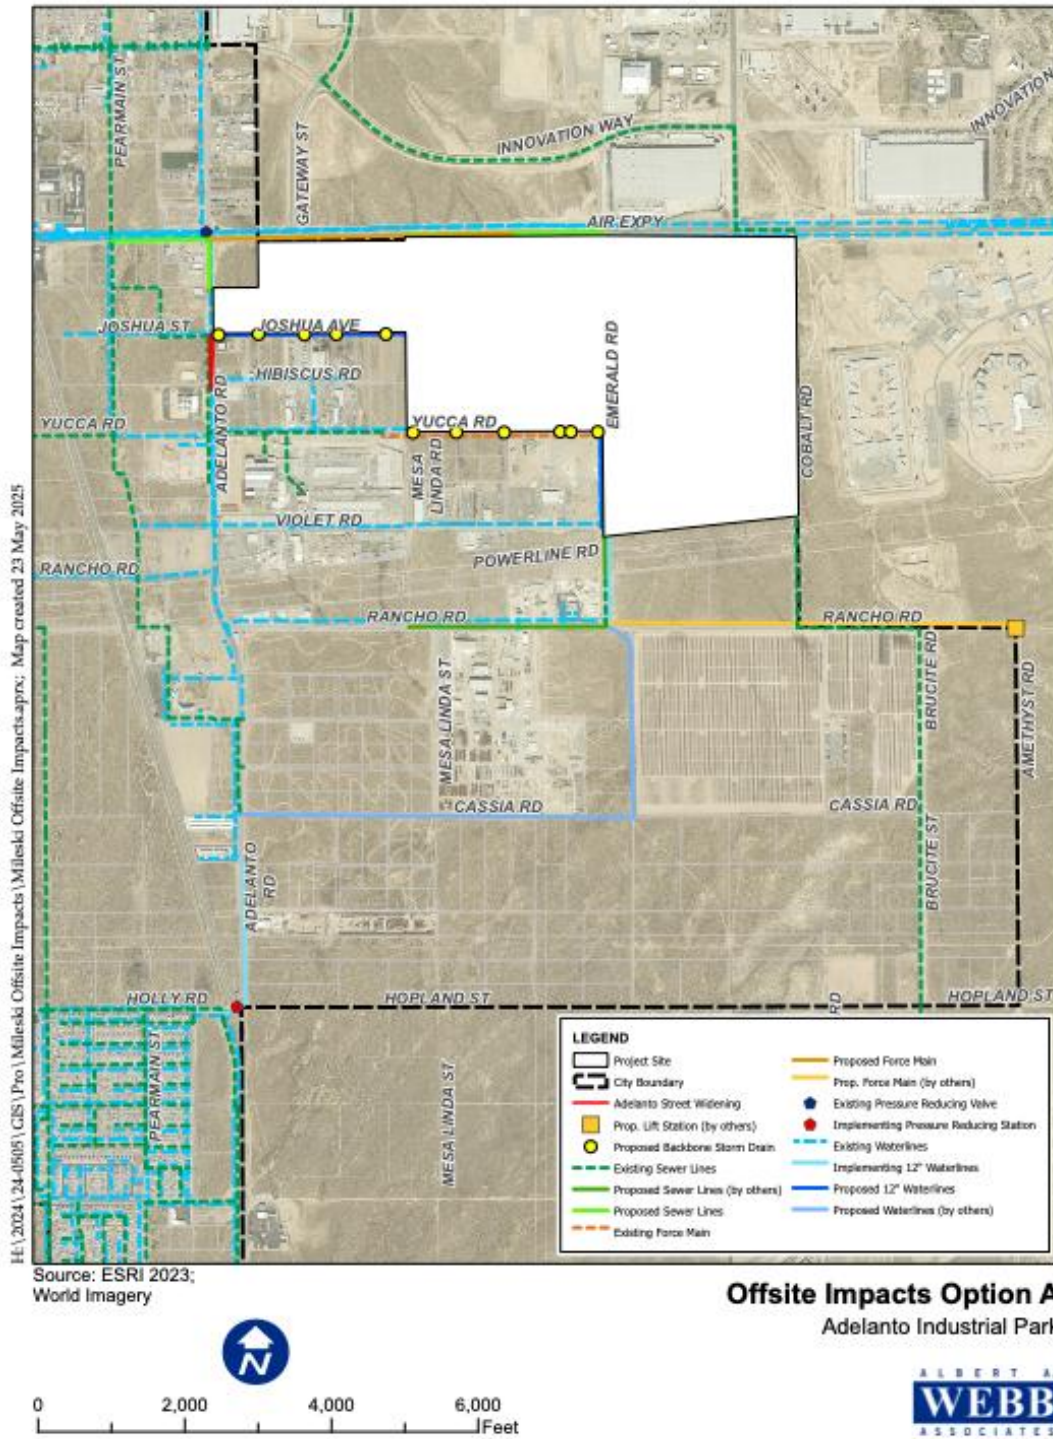 PEARMAIN ST
GATEWAY ST
INNOVATION WAY
INNOVATION
AIR EXPY
JOSHUA ST
JOSHUA AVE
HIBISCUS RD
EMERALD RD
YUCCA RD
YUCCA RD
ADELANTO RD
MESA
LINDA RD
COBALT RD
VIOLET RD
POWERLINE RD
RANCHO RD
RANCHO RD
RANCHO RD
BRUCITE RD
AMETHYST RD
MESA LINDA ST
CASSIA RD
CASSIA RD
ADELANTO
RD
BRUCITE ST
HOLLY RD
HOPLAND ST
RD
HOPLAND ST
PEARMAIN ST
MESA LINDA ST
LEGEND
Project Site
City Boundary
Adelanto Street Widening
Prop. Lift Station (by others)
Proposed Backbone Storm Drain
Existing Sewer Lines
Proposed Sewer Lines (by others)
Proposed Sewer Lines
Existing Force Main
Proposed Force Main
Prop. Force Main (by others)
Existing Pressure Reducing Valve
Implementing Pressure Reducing Station
Existing Waterlines
Implementing 12" Waterlines
Proposed 12" Waterlines
Proposed Waterlines (by others)
H:\2024\24-0505\GIS\Pro\Mileski Offsite Impacts\Mileski Offsite Impacts.aprx; Map created 23 May 2025
Source: ESRI 2023;
World Imagery
Offsite Impacts Option A
Adelanto Industrial Park
N
0 2,000 4,000 6,000
Feet
ALBERT A.
WEBB
ASSOCIATES